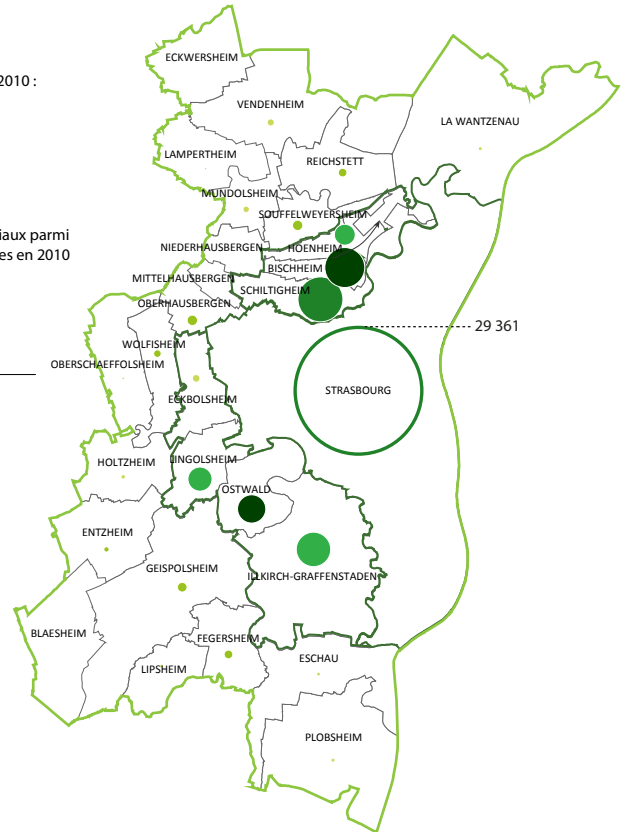 2010 :
iaux parmi
es en 2010
ECKWERSHEIM
VENDENHEIM
LA WANTZENAU
LAMPERTHEIM
REICHSTETT
MUNDOLSHEIM
SOUFFELWEYERSHEIM
NIEDERHAUSBERGEN
HOENHEIM
BISCHHEIM
MITTELHAUSBERGEN
SCHILTIGHEIM
OBERHAUSBERGEN
29 361
WOLFISHEIM
OBERSCHAEFFOLSHEIM
STRASBOURG
ECKBOLSHEIM
HOLTZHEIM
LINGOLSHEIM
OSTWALD
ENTZHEIM
GEISPOLSHEIM
ILLKIRCH-GRAFFENSTADEN
BLAESHEIM
FEGERSHEIM
LIPSHEIM
ESCHAU
PLOBSHEIM